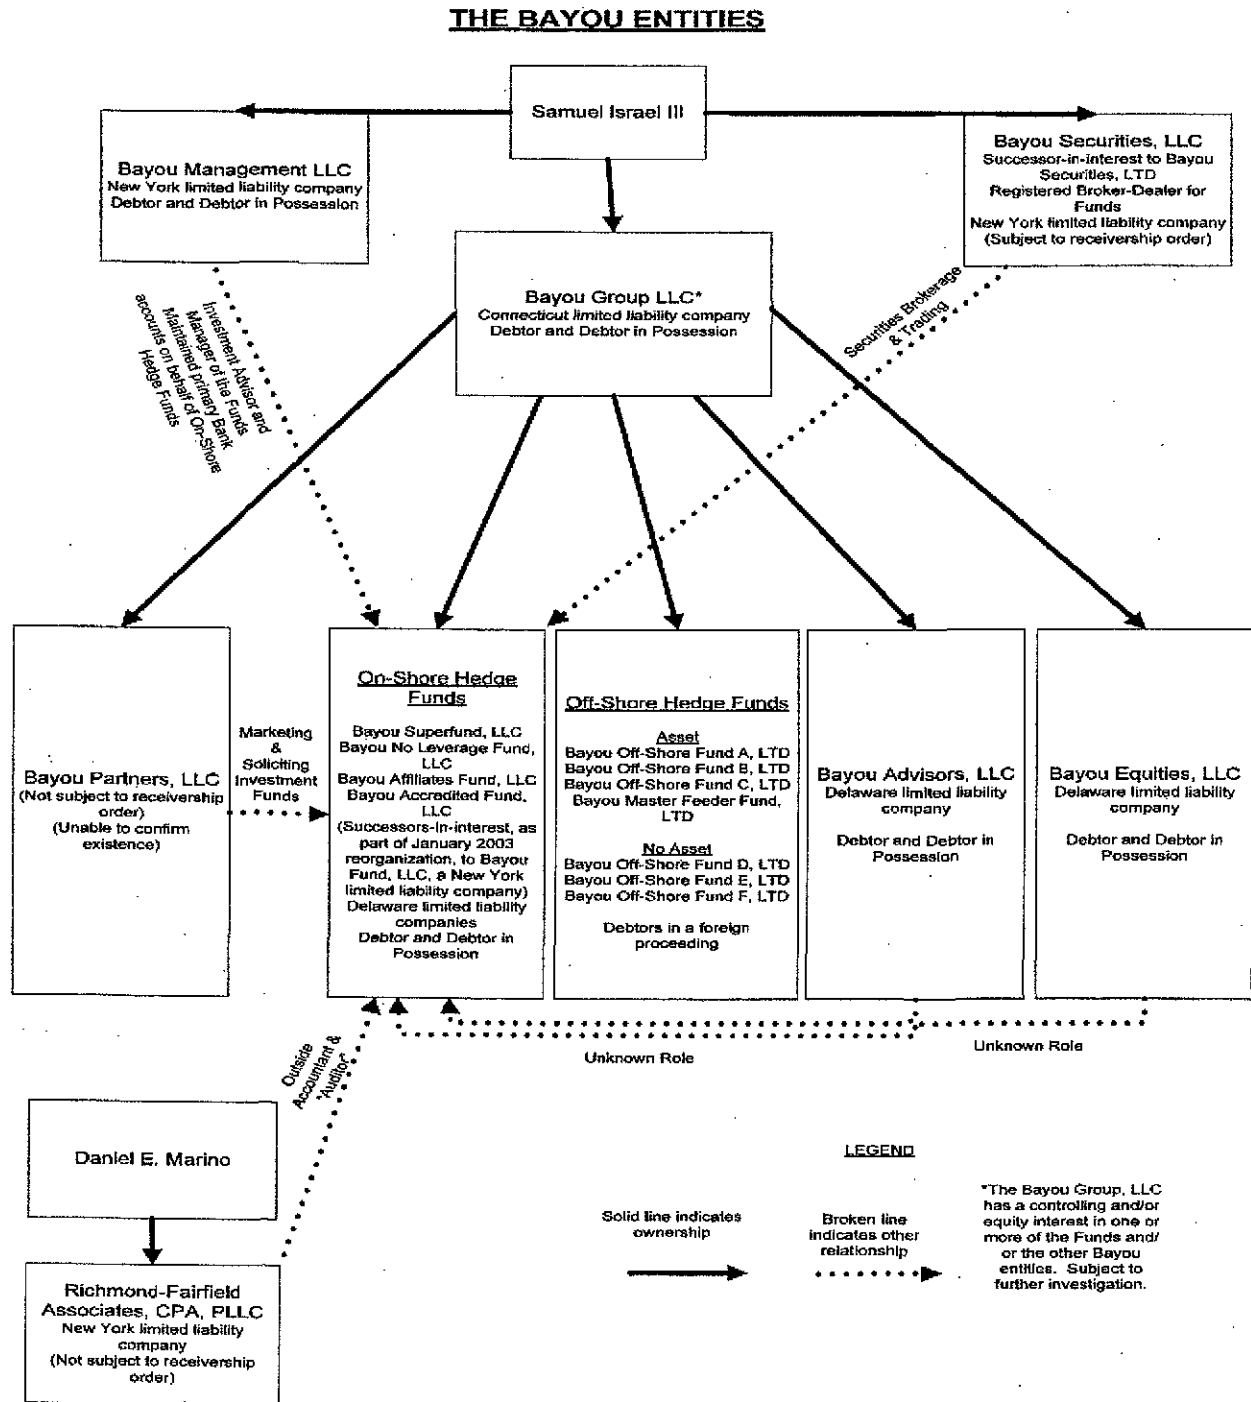 THE BAYOU ENTITIES
Samuel Israel III
Bayou Management LLC
New York limited liability company
Debtor and Debtor in Possession
Bayou Securities, LLC
Successor-in-interest to Bayou
Securities, LTD
Registered Broker-Dealer for
Funds
New York limited liability company
(Subject to receivership order)
Bayou Group LLC*
Connecticut limited liability company
Debtor and Debtor in Possession
Investment Advisor and
Manager of the Funds
Maintained primary Bank
accounts on behalf of On-Shore
Hedge Funds
Securities Brokerage
& Trading
Bayou Partners, LLC
(Not subject to receivership
order)
(Unable to confirm
existence)
Marketing
&
Soliciting
Investment
Funds
On-Shore Hedge
Funds
Bayou Superfund, LLC
Bayou No Leverage Fund,
LLC
Bayou Affiliates Fund, LLC
Bayou Accredited Fund,
LLC
(Successors-In-interest, as
part of January 2003
reorganization, to Bayou
Fund, LLC, a New York
limited liability company)
Delaware limited liability
companies
Debtor and Debtor in
Possession
Off-Shore Hedge Funds
Asset
Bayou Off-Shore Fund A, LTD
Bayou Off-Shore Fund B, LTD
Bayou Off-Shore Fund C, LTD
Bayou Master Feeder Fund,
LTD
No Asset
Bayou Off-Shore Fund D, LTD
Bayou Off-Shore Fund E, LTD
Bayou Off-Shore Fund F, LTD
Debtors in a foreign
proceeding
Bayou Advisors, LLC
Delaware limited liability
company
Debtor and Debtor in
Possession
Bayou Equities, LLC
Delaware limited liability
company
Debtor and Debtor in
Possession
Unknown Role
Unknown Role
Outside
Accountant &
"Auditor"
Daniel E. Marino
Richmond-Fairfield
Associates, CPA, PLLC
New York limited liability
company
(Not subject to receivership
order)
LEGEND
Solid line indicates
ownership
Broken line
indicates other
relationship
*The Bayou Group, LLC
has a controlling and/or
equity interest in one or
more of the Funds and/
or the other Bayou
entities. Subject to
further investigation.